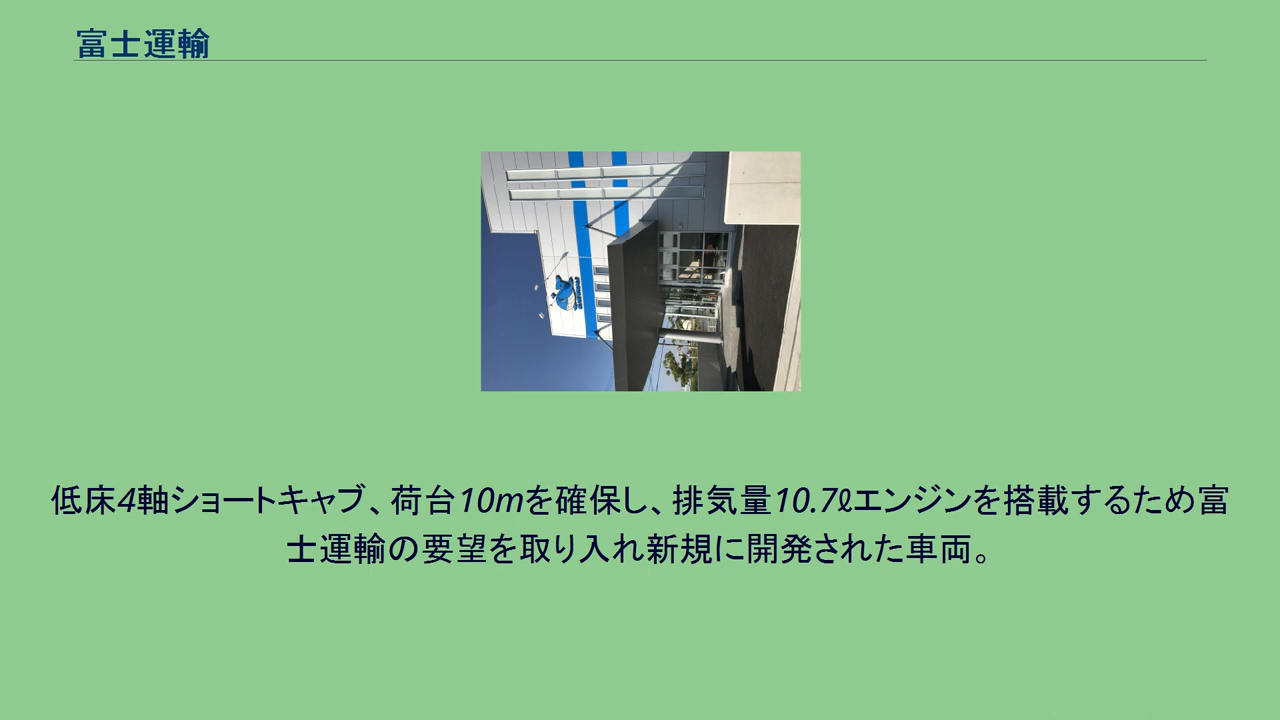 富士運輸
低床4軸ショートキャブ、荷台10mを確保し、排気量10.7ℓエンジンを搭載するため富
士運輸の要望を取り入れ新規に開発された車両。